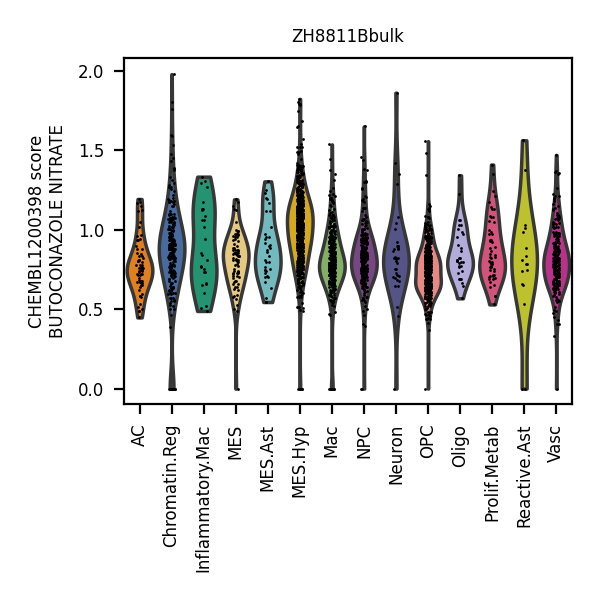 ZH8811Bbulk
CHEMBL1200398 score
BUTOCONAZOLE NITRATE
2.0
1.5
1.0
0.5
0.0
AC
Chromatin.Reg
Inflammatory.Mac
MES
MES.Ast
MES.Hyp
Mac
NPC
Neuron
OPC
Oligo
Prolif.Metab
Reactive.Ast
Vasc